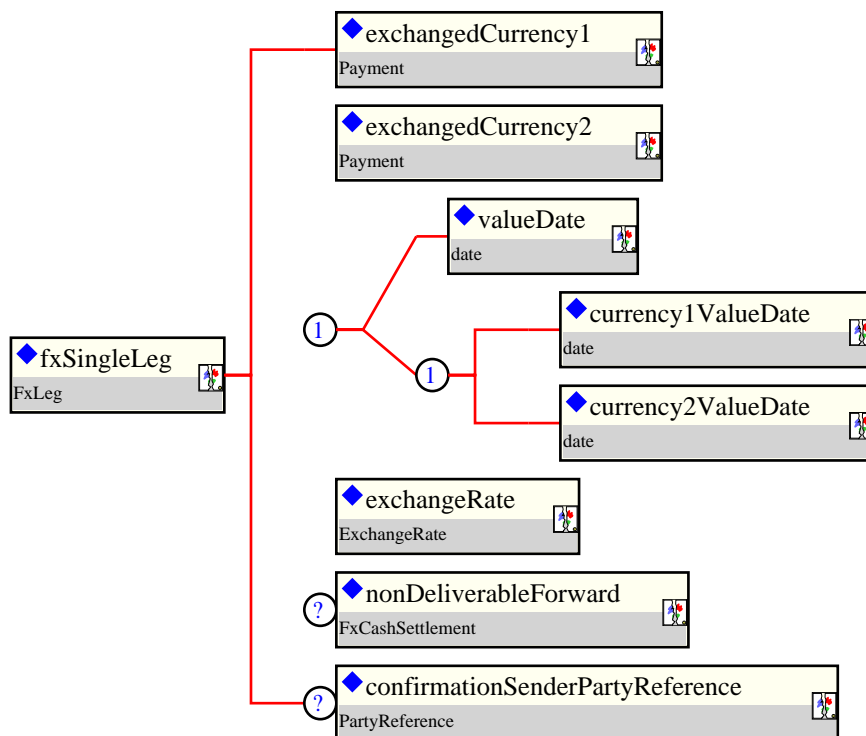 exchangedCurrency1
Payment
exchangedCurrency2
Payment
valueDate
date
1
currency1ValueDate
date
fxSingleLeg
FxLeg
1
currency2ValueDate
date
exchangeRate
ExchangeRate
?
nonDeliverableForward
FxCashSettlement
?
confirmationSenderPartyReference
PartyReference